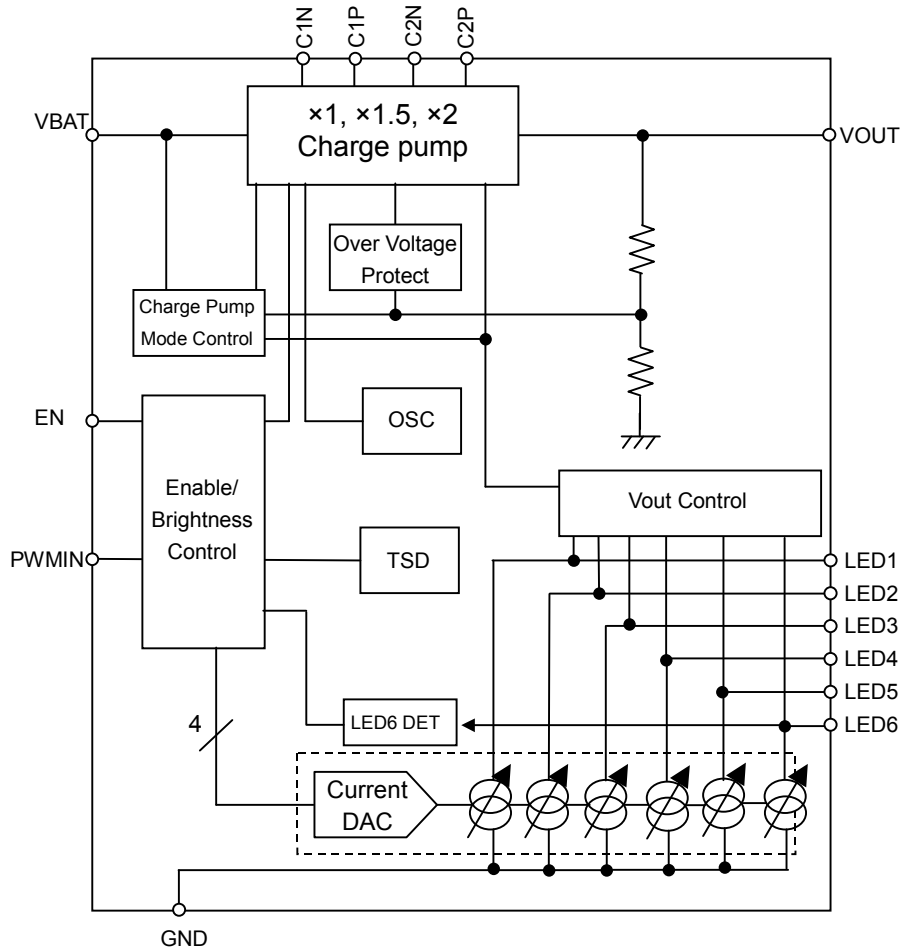 C1N
C1P
C2N
C2P
×1, ×1.5, ×2
Charge pump
VBAT
VOUT
Over Voltage
Protect
Charge Pump
Mode Control
EN
OSC
Enable/
Brightness
Control
Vout Control
PWMIN
TSD
LED1
LED2
LED3
LED4
LED5
LED6
4
LED6 DET
Current
DAC
GND